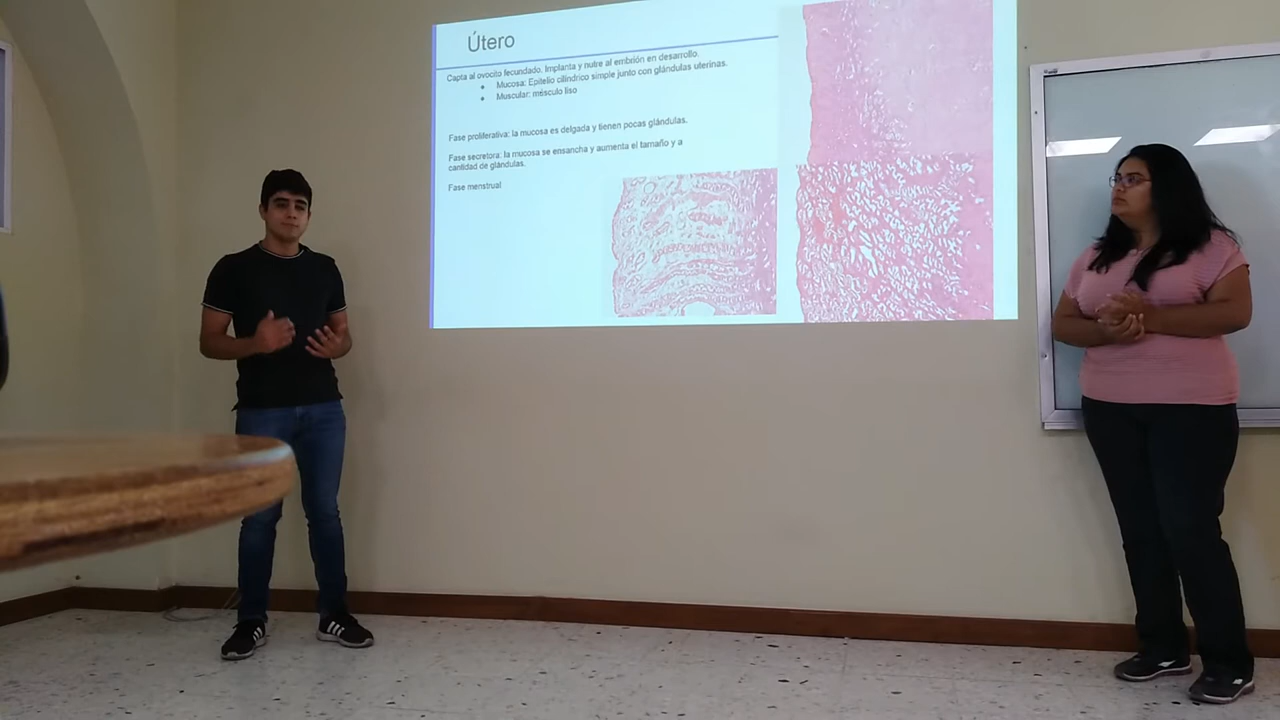 Útero
Capta al ovocito fecundado. Implanta y nutre al embrión en desarrollo.
● Mucosa: Epitelio cilíndrico simple junto con glándulas uterinas.
● Muscular: músculo liso
Fase proliferativa: la mucosa es delgada y tienen pocas glándulas.
Fase secretora: la mucosa se ensancha y aumenta el tamaño y a
cantidad de glándulas.
Fase menstrual